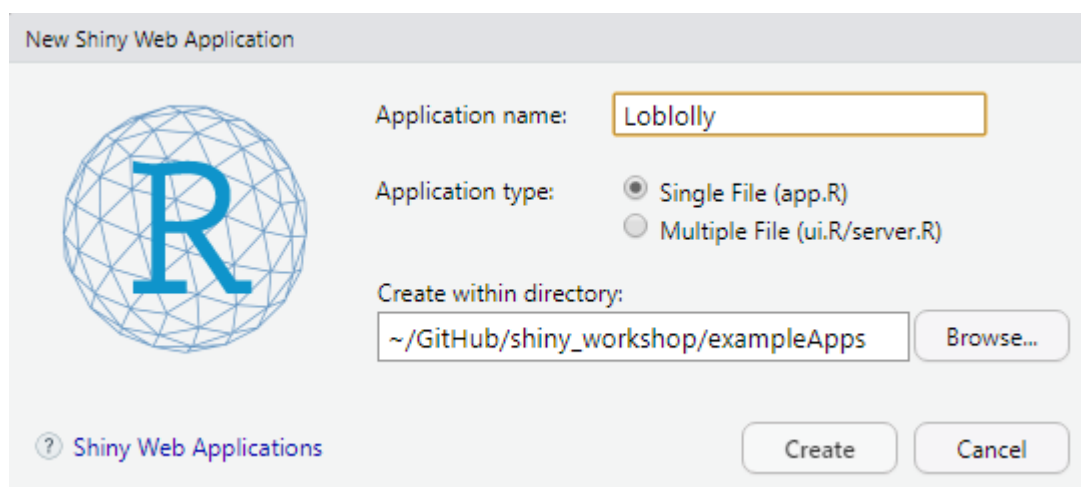 New Shiny Web Application
R
Application name: Loblolly
Application type: Single File (app.R)
Multiple File (ui.R/server.R)
Create within directory:
~/GitHub/shiny_workshop/exampleApps Browse...
? Shiny Web Applications Create Cancel